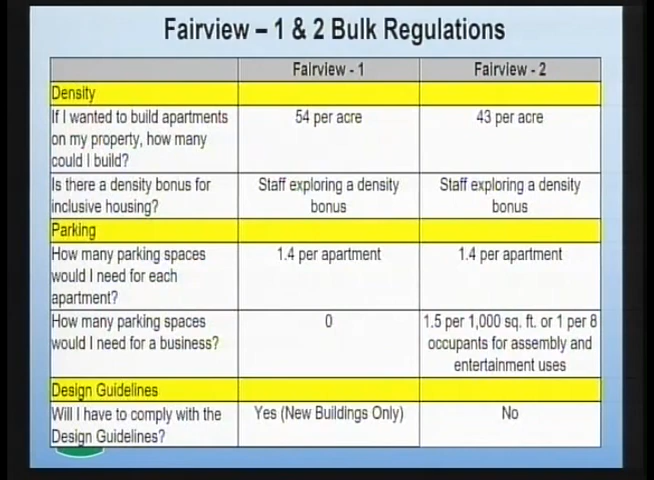 Fairview – 1 & 2 Bulk Regulations
Fairview - 1
Fairview - 2
Density
If I wanted to build apartments
on my property, how many
could I build?
54 per acre
43 per acre
Is there a density bonus for
inclusive housing?
Staff exploring a density
bonus
Staff exploring a density
bonus
Parking
How many parking spaces
would I need for each
apartment?
1.4 per apartment
1.4 per apartment
How many parking spaces
would I need for a business?
0
1.5 per 1,000 sq. ft. or 1 per 8
occupants for assembly and
entertainment uses
Design Guidelines
Will I have to comply with the
Design Guidelines?
Yes (New Buildings Only)
No